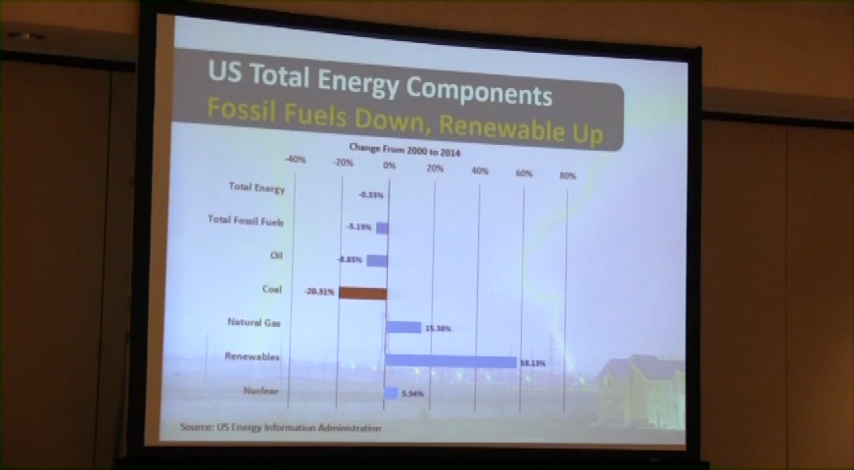 US Total Energy Components
Fossil Fuels Down, Renewable Up
Change From 2000 to 2014
-40% -20% 0% 20% 40% 60% 80%
Total Energy -0.33%
Total Fossil Fuels -5.19%
Oil -8.85%
Coal -20.31%
Natural Gas 15.38%
Renewables 58.13%
Nuclear 5.94%
Source: US Energy Information Administration